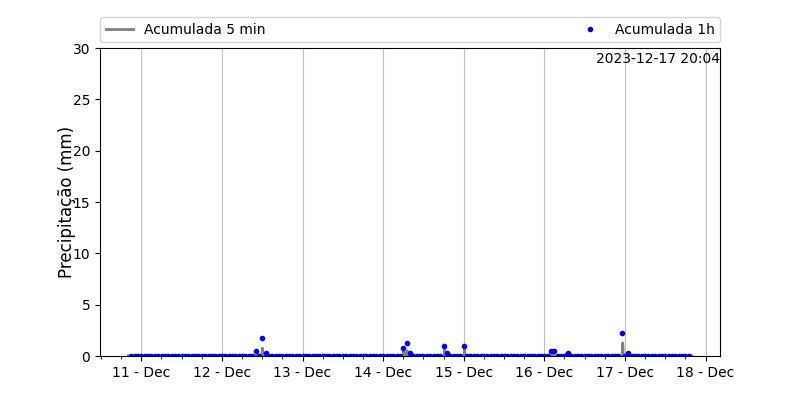 Acumulada 5 min
Acumulada 1h
2023-12-17 20:04
Precipitação (mm)
30
25
20
15
10
5
0
11 - Dec
12 - Dec
13 - Dec
14 - Dec
15 - Dec
16 - Dec
17 - Dec
18 - Dec